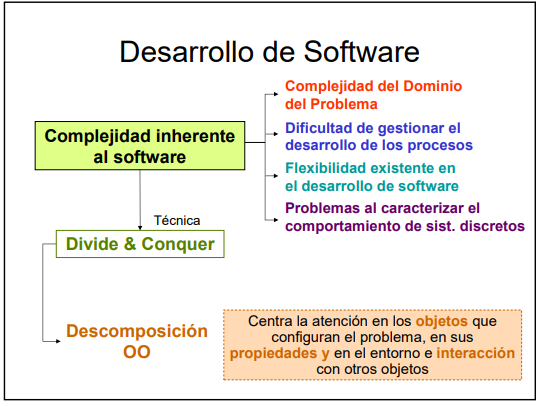 Desarrollo de Software
Complejidad inherente
al software
Complejidad del Dominio
del Problema
Dificultad de gestionar el
desarrollo de los procesos
Flexibilidad existente en
el desarrollo de software
Problemas al caracterizar el
comportamiento de sist. discretos
Técnica
Divide & Conquer
Descomposición
OO
Centra la atención en los objetos que
configuran el problema, en sus
propiedades y en el entorno e interacción
con otros objetos